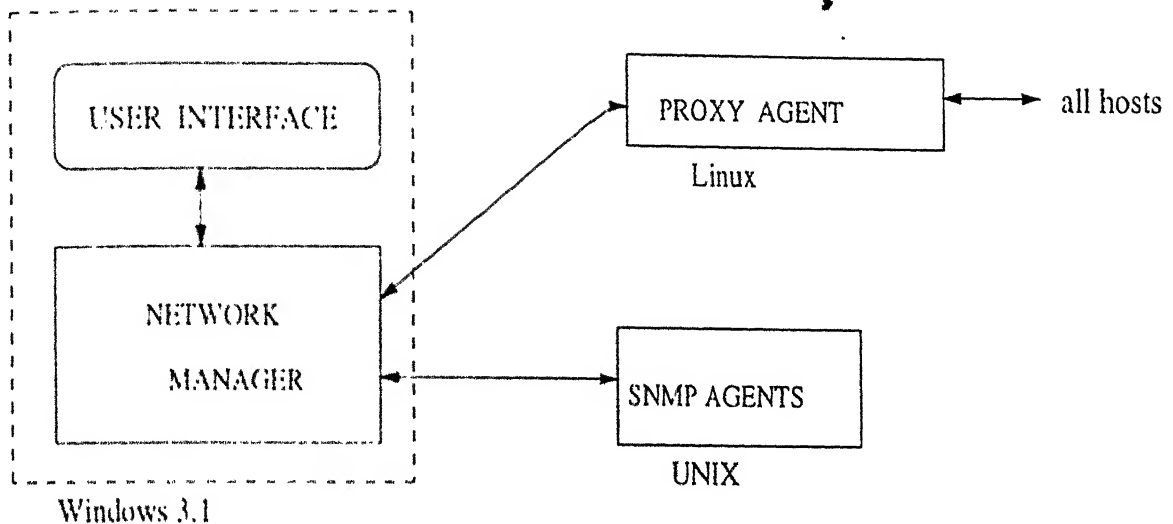 USER INTERFACE
NETWORK
MANAGER
Windows 3.1
PROXY AGENT
Linux
all hosts
SNMP AGENTS
UNIX